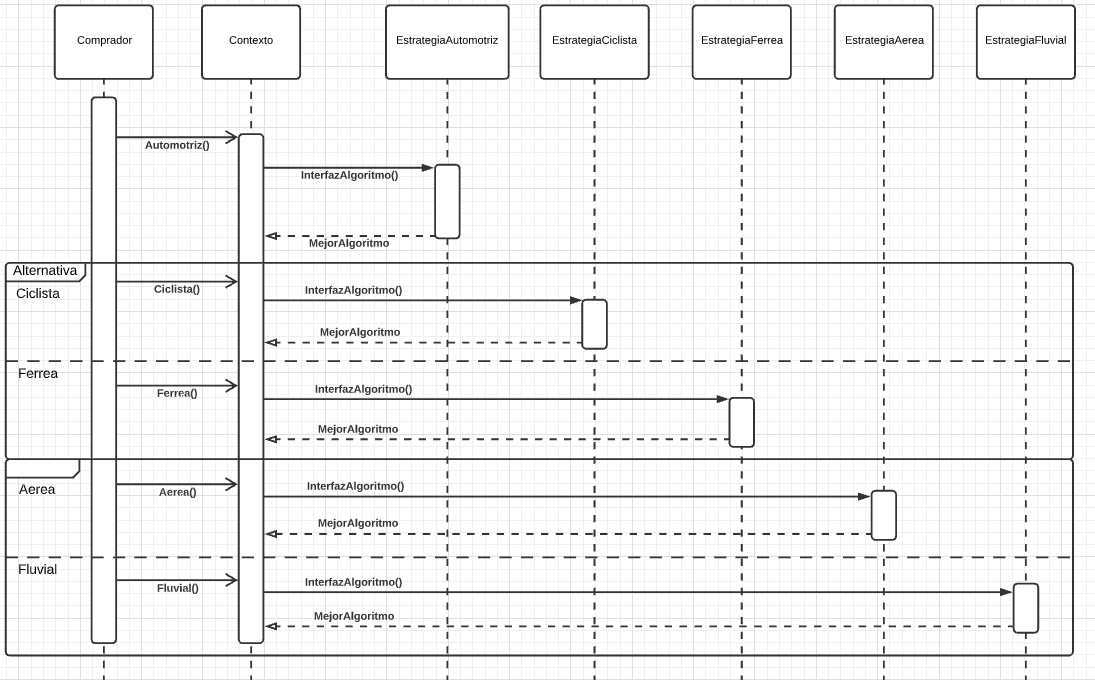 Comprador
Contexto
EstrategiaAutomotriz
EstrategiaCiclista
EstrategiaFerrea
EstrategiaAerea
EstrategiaFluvial
Automotriz()
InterfazAlgoritmo()
MejorAlgoritmo
Alternativa
Ciclista
Ciclista()
InterfazAlgoritmo()
MejorAlgoritmo
Ferrea
Ferrea()
InterfazAlgoritmo()
MejorAlgoritmo
Aerea
Aerea()
InterfazAlgoritmo()
MejorAlgoritmo
Fluvial
Fluvial()
InterfazAlgoritmo()
MejorAlgoritmo